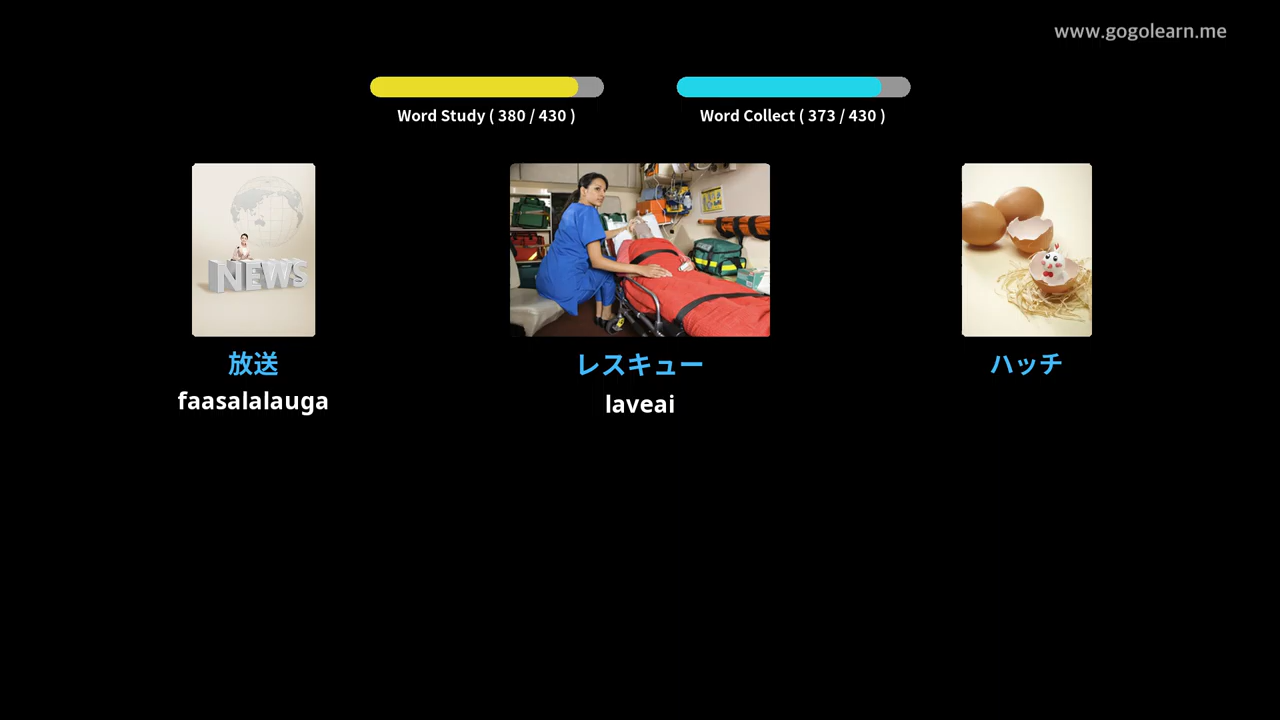 www.gogolearn.me
Word Study ( 380 / 430 )
Word Collect ( 373 / 430 )
NEWS
放送
faasalalauga
レスキュー
laveai
ハッチ